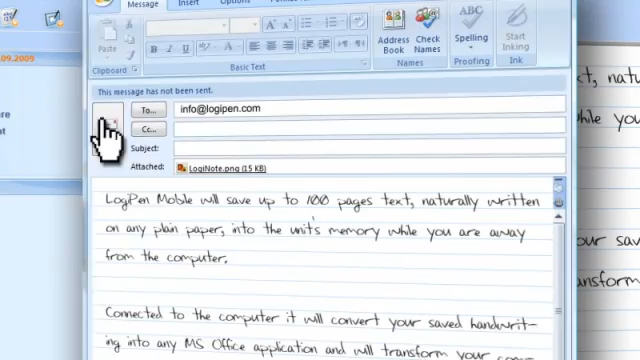 Message
Insert
Options
.09.2009
Paste
Clipboard
B I U
Basic Text
Address Book
Check Names
Names
ABC
Spelling
Proofing
Start Inking
Ink
This message has not been sent.
To... info@logipen.com
Cc...
Subject:
Attached: LogiNote.png (15 KB)
LogiPen Mobile will save up to 100 pages text, naturally written
on any plain paper, into the unit's memory while you are away
from the computer.
Connected to the computer it will convert your saved handwrit-
ing into any MS Office application and will transform your